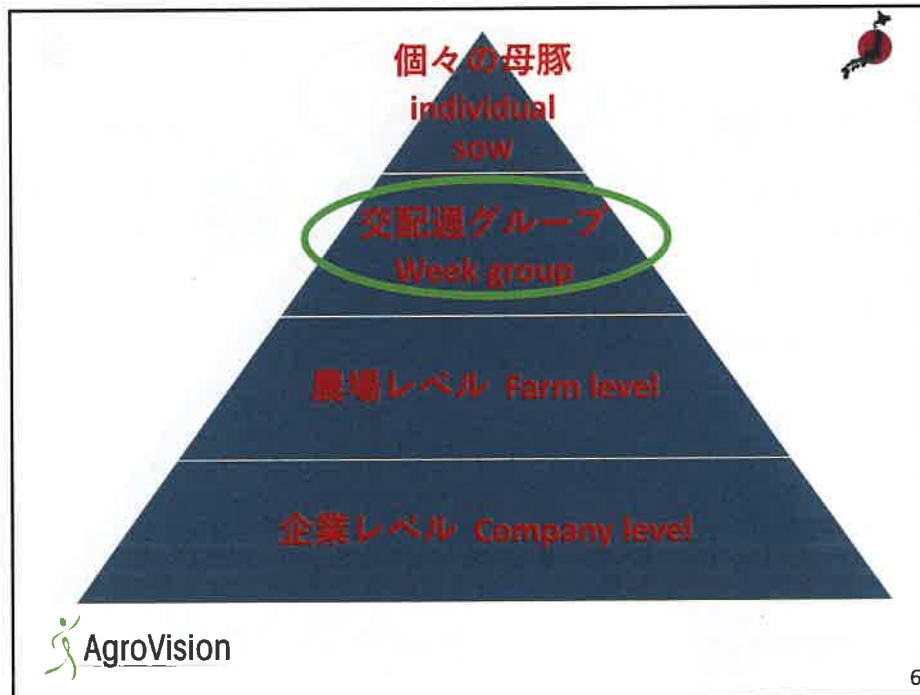 個々の母豚
individual
sow
交配週グループ
Week group
農場レベル Farm level
企業レベル Company level
AgroVision
6